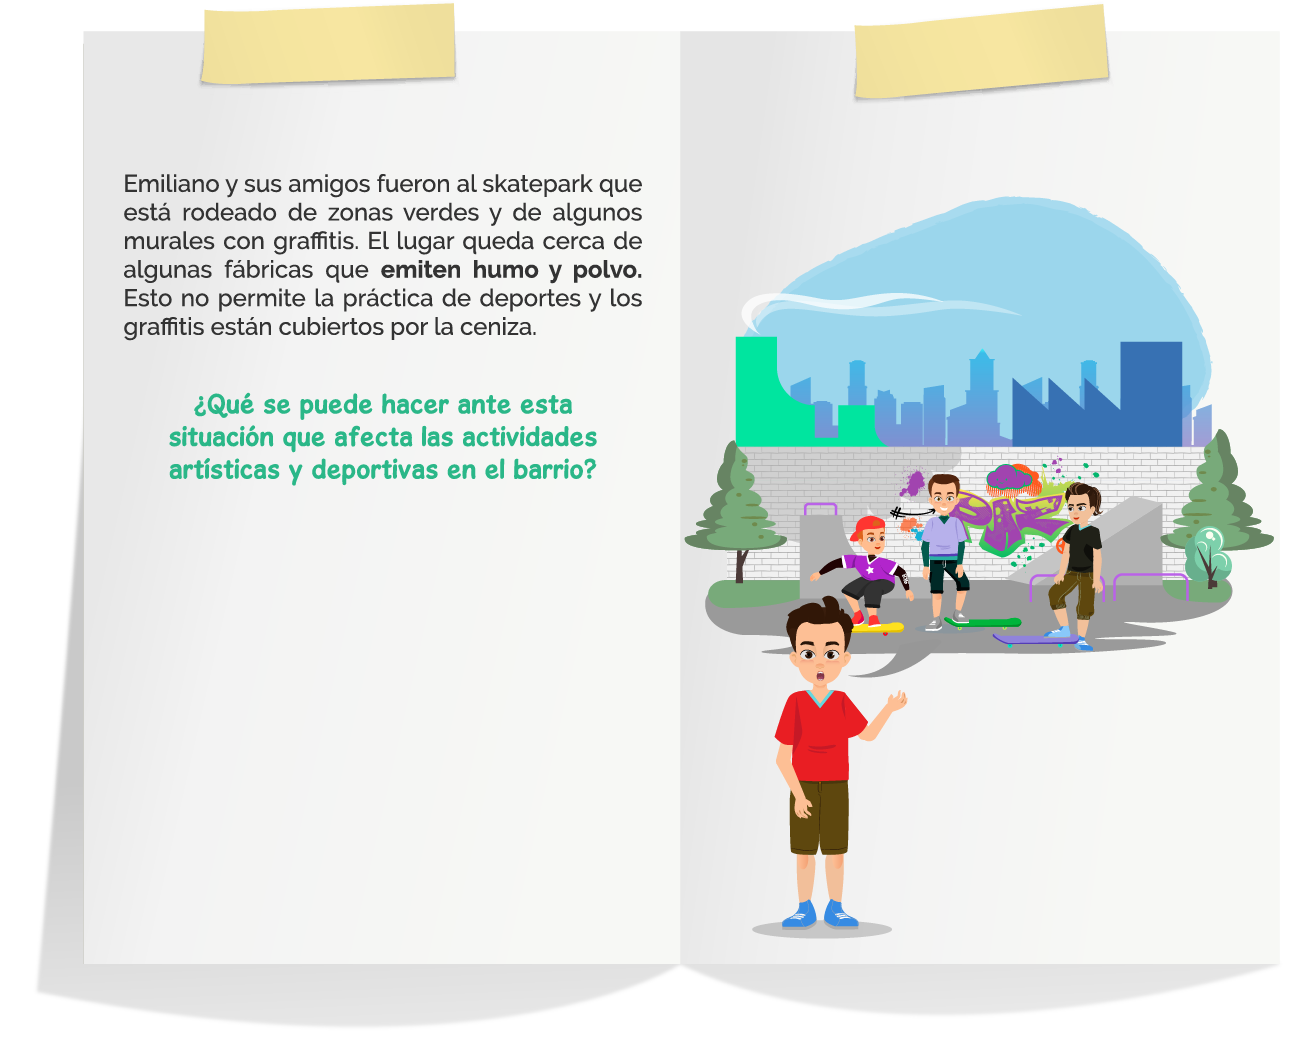 Emiliano y sus amigos fueron al skatepark que
está rodeado de zonas verdes y de algunos
murales con graffitis. El lugar queda cerca de
algunas fábricas que emiten humo y polvo.
Esto no permite la práctica de deportes y los
graffitis están cubiertos por la ceniza.
¿Qué se puede hacer ante esta
situación que afecta las actividades
artísticas y deportivas en el barrio?